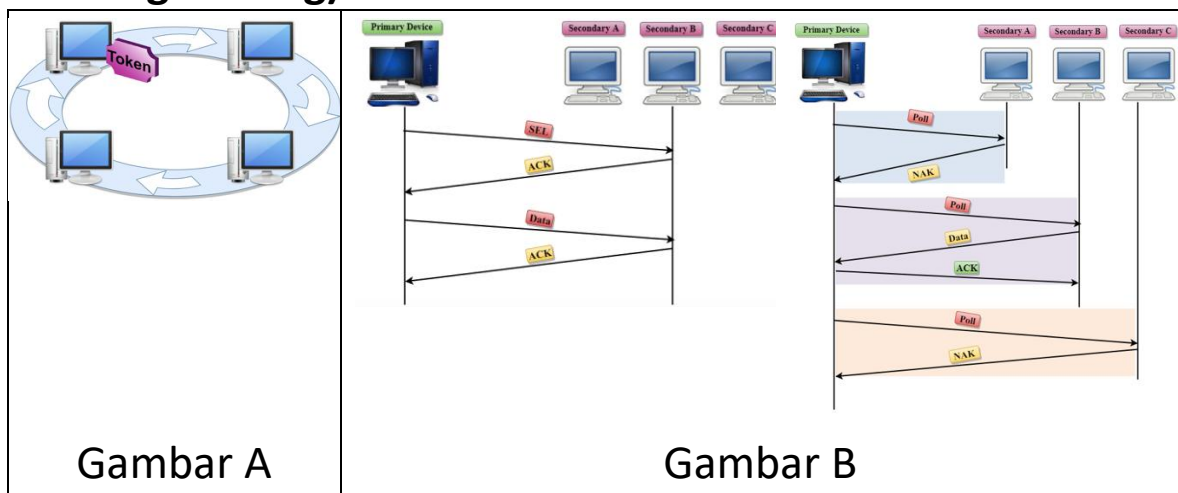 Token
Primary Device
Secondary A
Secondary B
Secondary C
SEL
ACK
Data
ACK
Primary Device
Secondary A
Secondary B
Secondary C
Poll
NAK
Poll
Data
ACK
Poll
NAK
Gambar A
Gambar B